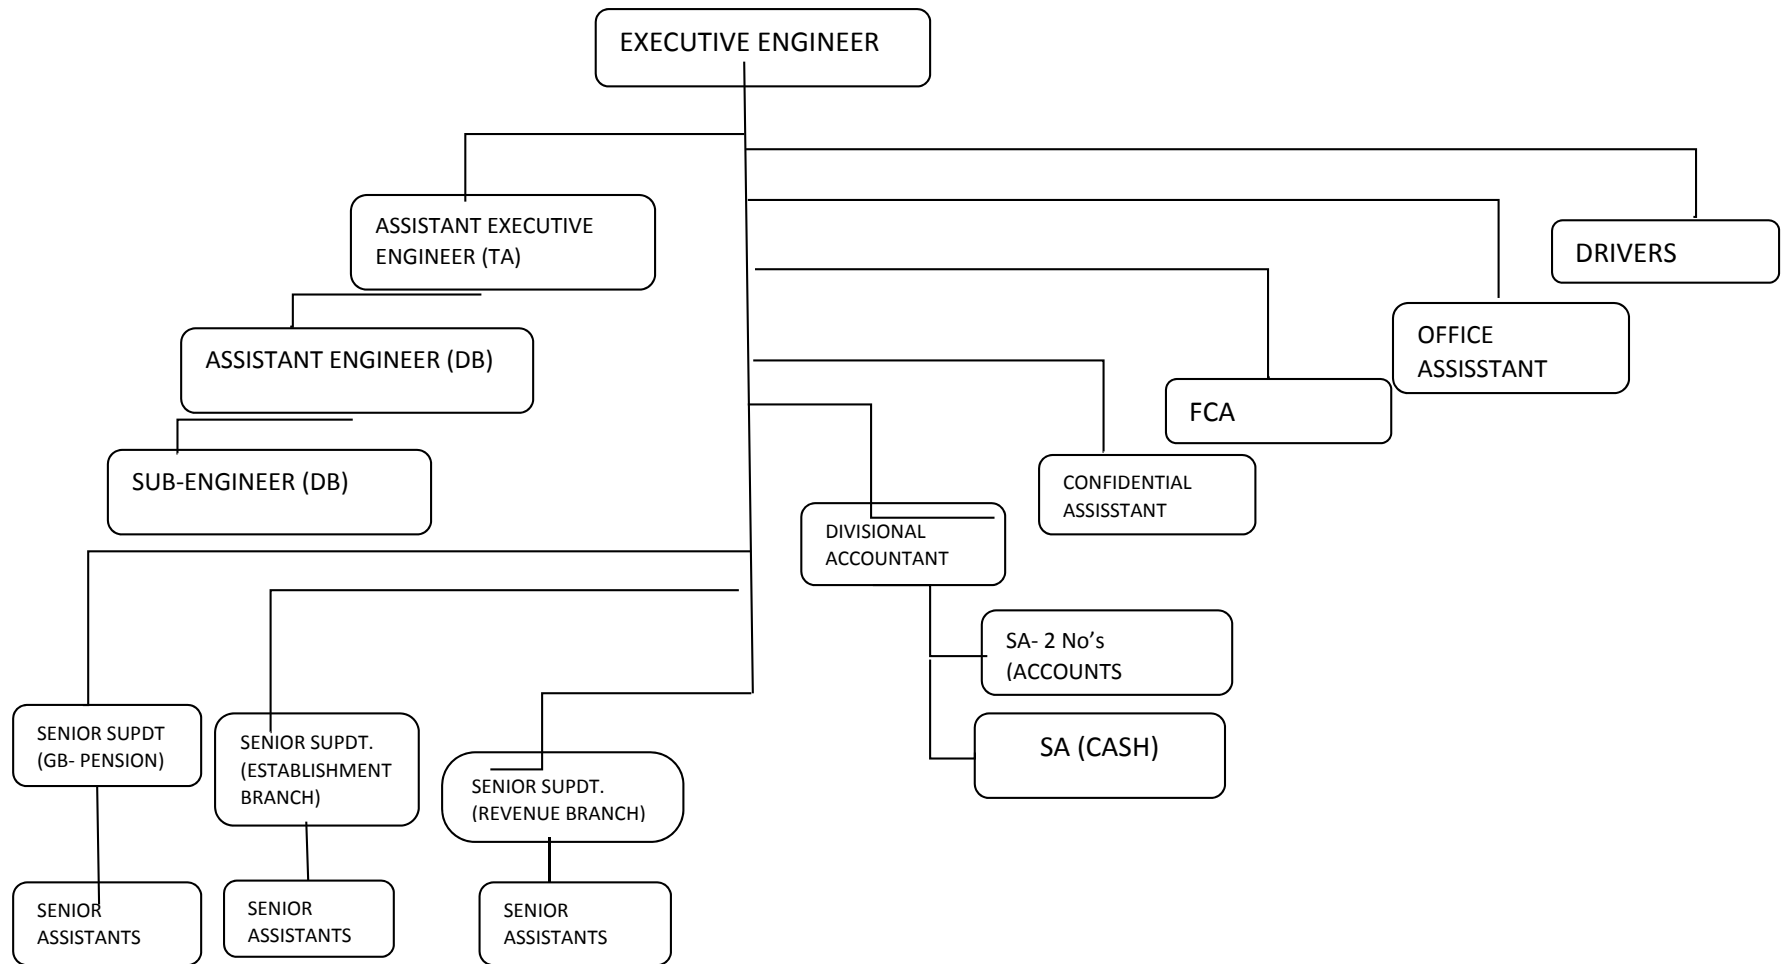 EXECUTIVE ENGINEER
ASSISTANT EXECUTIVE
ENGINEER (TA)
DRIVERS
OFFICE
ASSISSTANT
ASSISTANT ENGINEER (DB)
FCA
SUB-ENGINEER (DB)
CONFIDENTIAL
ASSISSTANT
DIVISIONAL
ACCOUNTANT
SA- 2 No’s
(ACCOUNTS
SA (CASH)
SENIOR SUPDT
(GB- PENSION)
SENIOR SUPDT.
(ESTABLISHMENT
BRANCH)
SENIOR SUPDT.
(REVENUE BRANCH)
SENIOR
ASSISTANTS
SENIOR
ASSISTANTS
SENIOR
ASSISTANTS